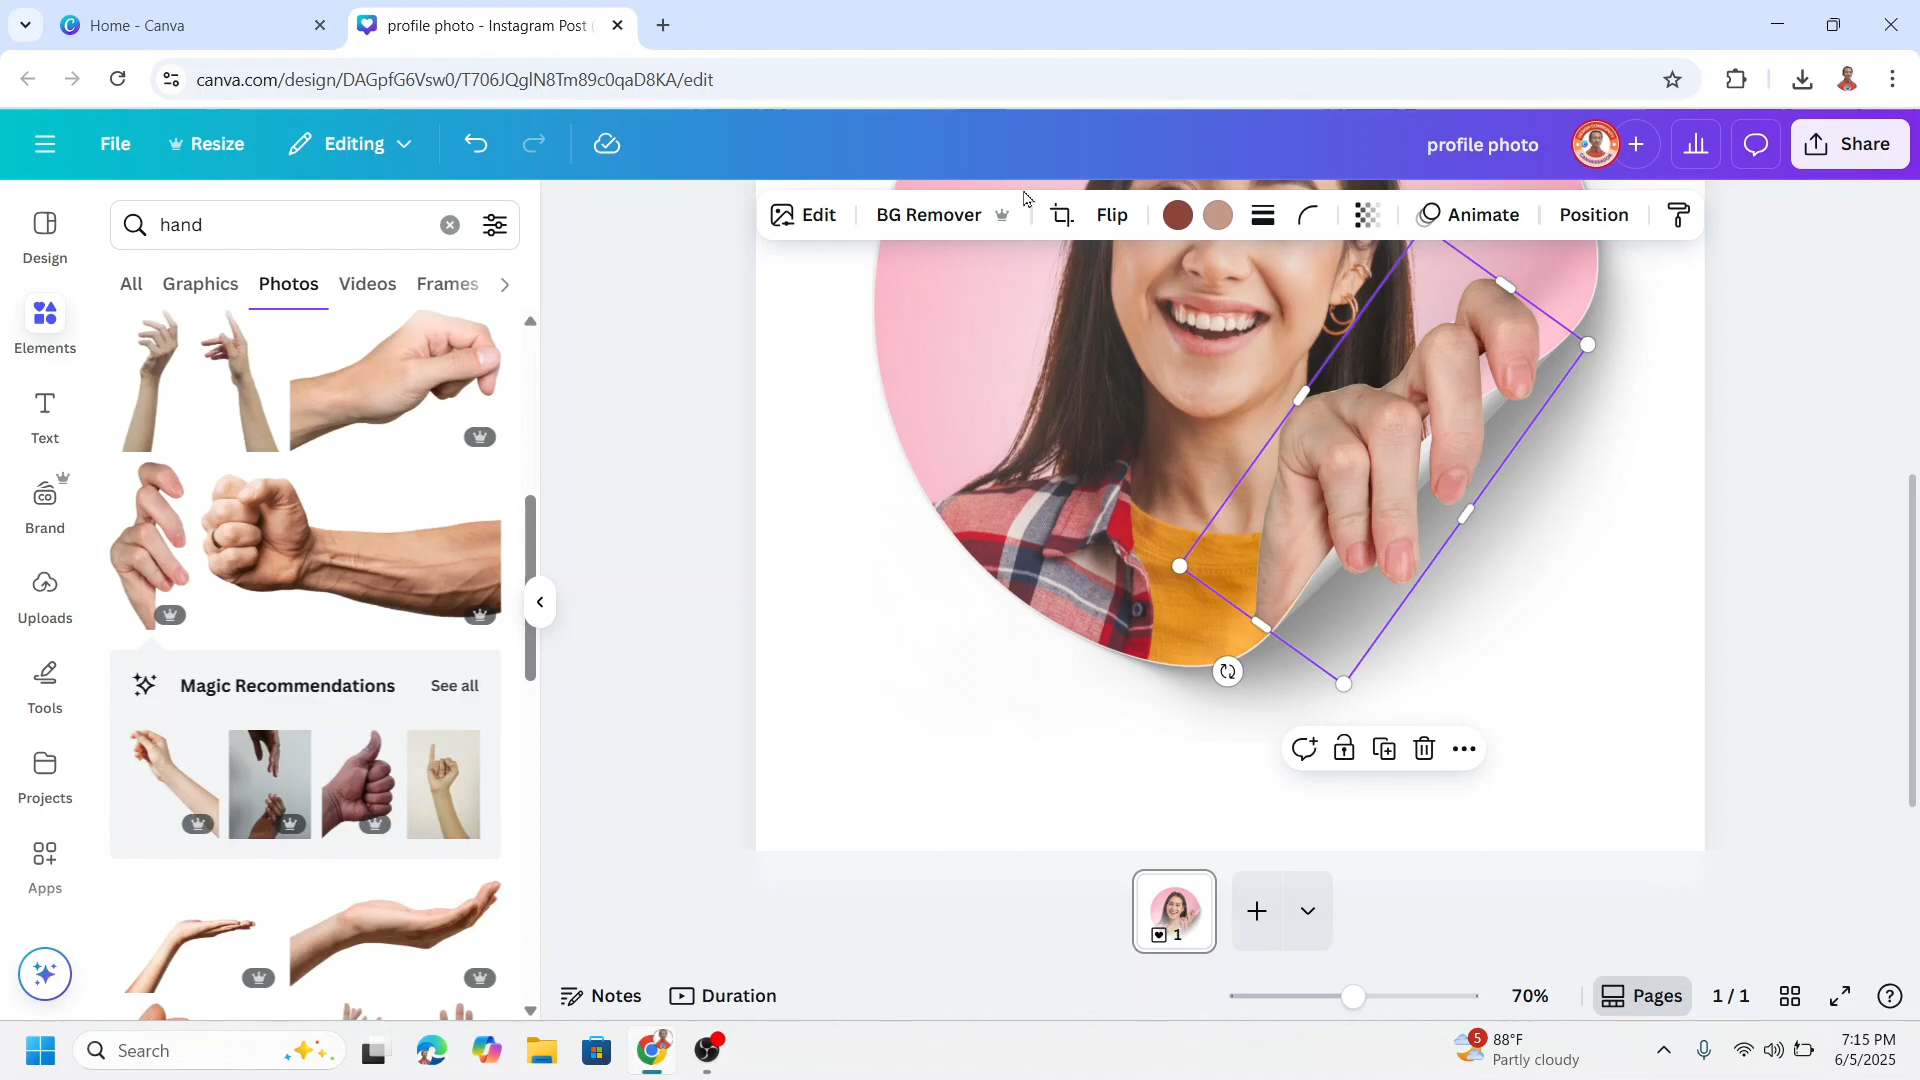 Home - Canva
profile photo - Instagram Post (
canva.com/design/DAGpfG6Vsw0/T706JQglN8Tm89c0qaD8KA/edit
File
Resize
Editing
profile photo
Share
Design
Elements
Text
Brand
Uploads
Tools
Projects
Apps
hand
All
Graphics
Photos
Videos
Frames
Magic Recommendations
See all
Edit
BG Remover
Flip
Animate
Position
1
Notes
Duration
70%
Pages
1 / 1
Search
5
88°F
Partly cloudy
7:15 PM
6/5/2025